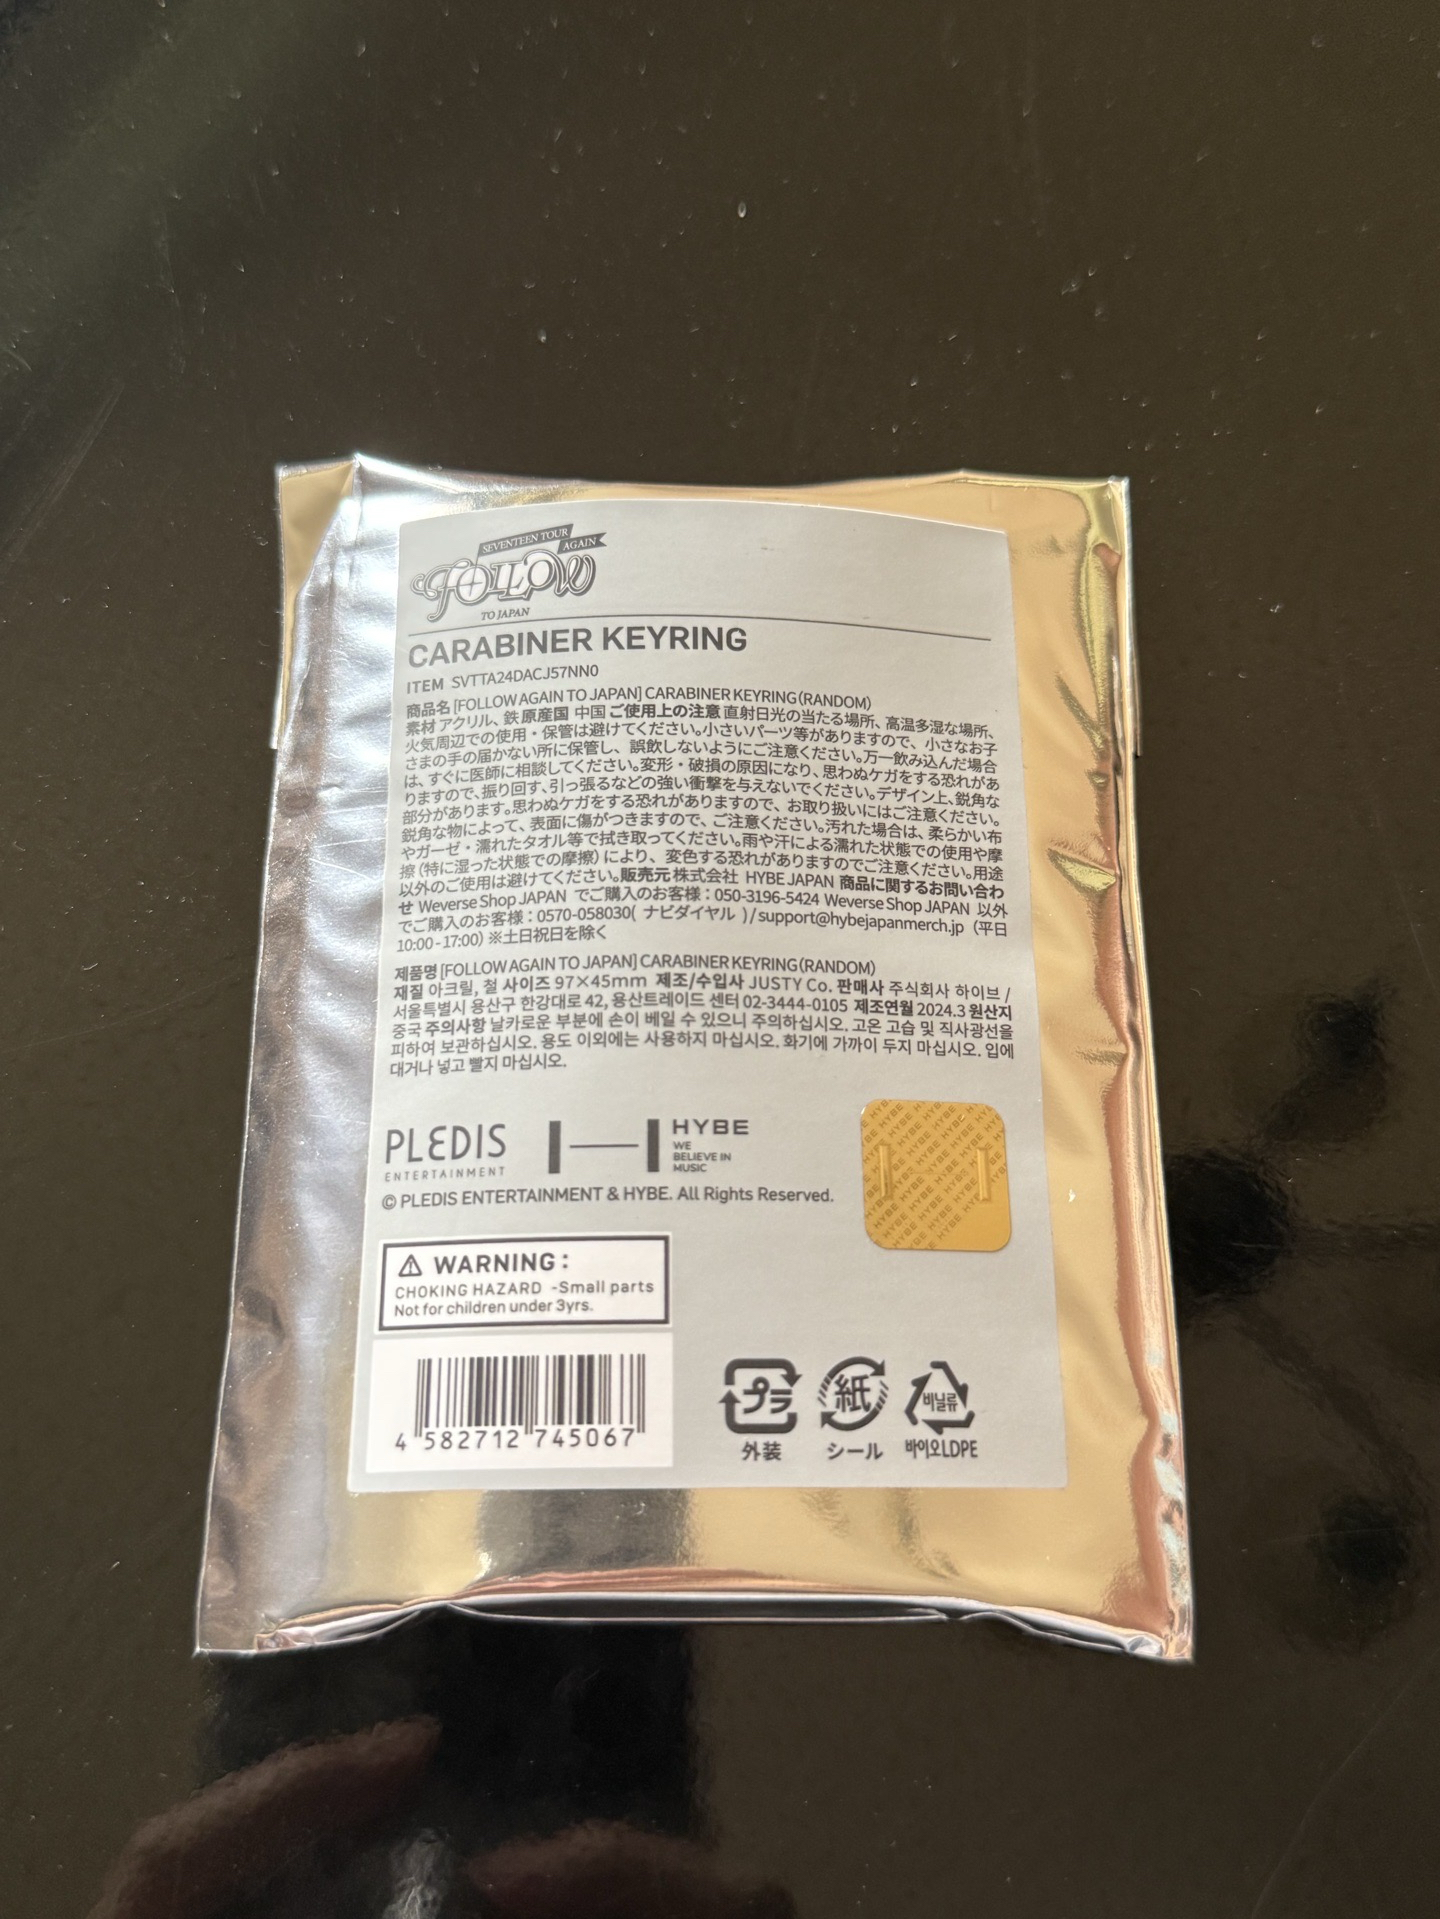 SEVENTEEN TOUR
AGAIN
FOLLOW
TO JAPAN
CARABINER KEYRING
ITEM SVTTA24DACJ57NN0
商品名 [FOLLOW AGAIN TO JAPAN] CARABINER KEYRING(RANDOM)
素材 アクリル、鉄 原産国 中国 ご使用上の注意 直射日光の当たる場所、高温多湿な場所、
火気周辺での使用・保管は避けてください。小さいパーツ等がありますので、小さなお子
さまの手の届かない所に保管し、誤飲しないようにご注意ください。万一飲み込んだ場合
は、すぐに医師に相談してください。変形・破損の原因になり、思わぬケガをする恐れがあ
りますので、振り回す、引っ張るなどの強い衝撃を与えないでください。デザイン上、鋭角な
部分があります。思わぬケガをする恐れがありますので、お取り扱いにはご注意ください。
鋭角な物によって、表面に傷がつきますので、ご注意ください。汚れた場合は、柔らかい布
やガーゼ・濡れたタオル等で拭き取ってください。雨や汗による濡れた状態での使用や摩
擦(特に湿った状態での摩擦)により、変色する恐れがありますのでご注意ください。用途
以外のご使用は避けてください。販売元 株式会社 HYBE JAPAN 商品に関するお問い合わ
せ Weverse Shop JAPAN でご購入のお客様 : 050-3196-5424 Weverse Shop JAPAN 以外
でご購入のお客様 : 0570-058030( ナビダイヤル )/support@hybejapanmerch.jp (平日
10:00 - 17:00) ※土日祝日を除く
제품명 [FOLLOW AGAIN TO JAPAN] CARABINER KEYRING(RANDOM)
재질 아크릴, 철 사이즈 97×45mm 제조/수입사 JUSTY Co. 판매사 주식회사 하이브 /
서울특별시 용산구 한강대로 42, 용산트레이드 센터 02-3444-0105 제조연월 2024.3 원산지
중국 주의사항 날카로운 부분에 손이 베일 수 있으니 주의하십시오. 고온 고습 및 직사광선을
피하여 보관하십시오. 용도 이외에는 사용하지 마십시오. 화기에 가까이 두지 마십시오. 입에
대거나 넣고 빨지 마십시오.
PLEDIS
ENTERTAINMENT
HYBE
WE
BELIEVE IN
MUSIC
© PLEDIS ENTERTAINMENT & HYBE. All Rights Reserved.
HYBE HYBE HYBE
WARNING :
CHOKING HAZARD -Small parts
Not for children under 3yrs.
4 582712 745067
プラ
外装
紙
シール
비닐류
바이오LDPE